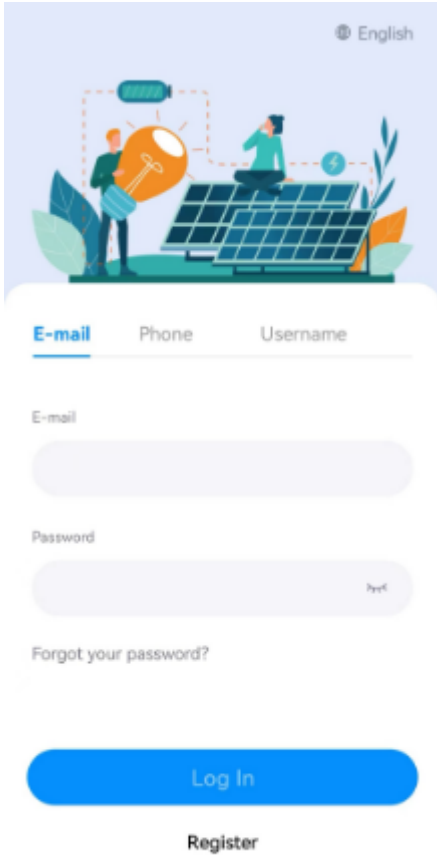 English
E-mail Phone Username
E-mail
Password
Forgot your password?
Log In
Register